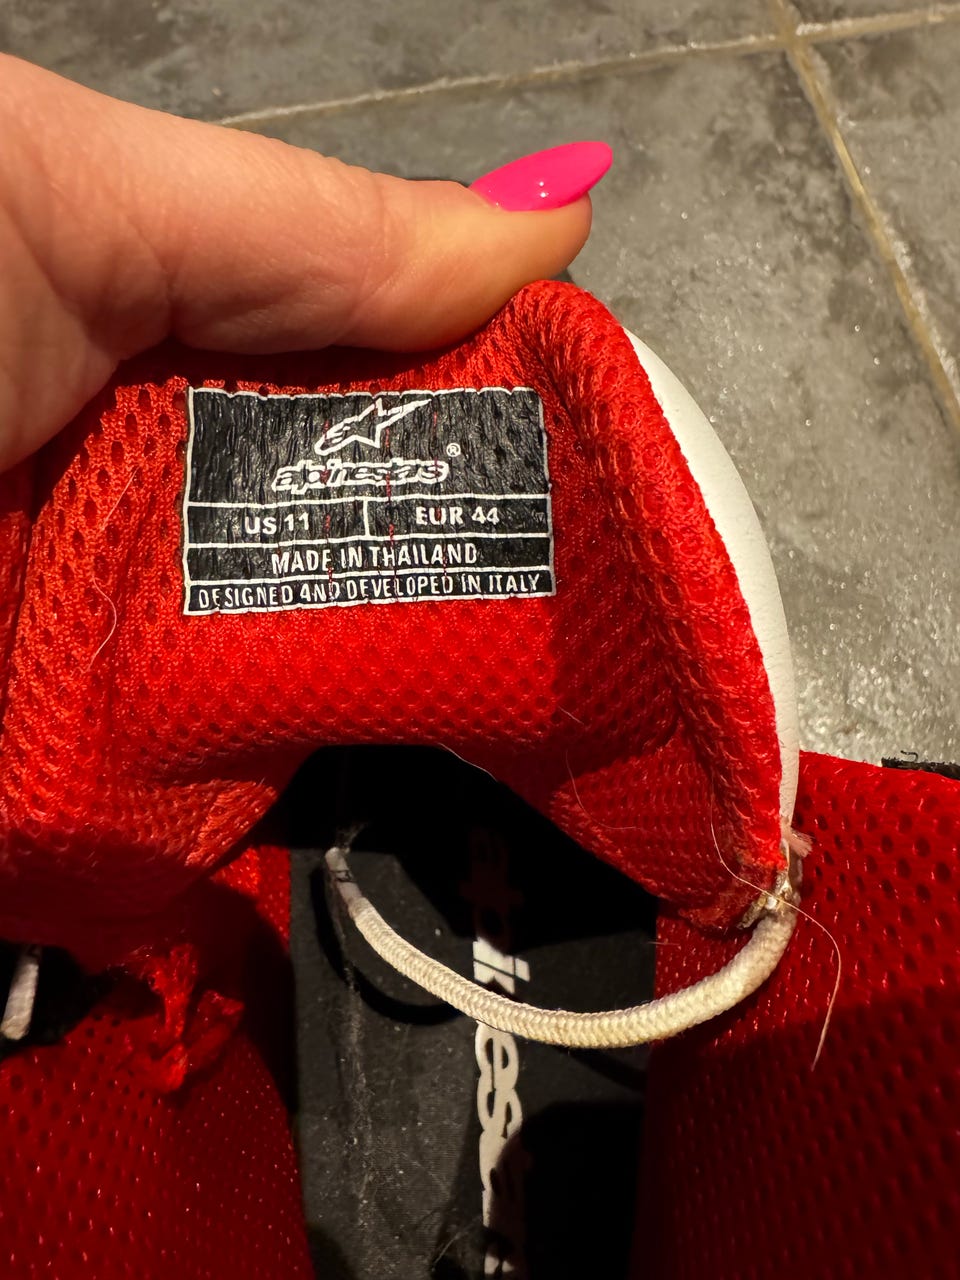 alpinestars®
US 11 EUR 44
MADE IN THAILAND
DESIGNED AND DEVELOPED IN ITALY